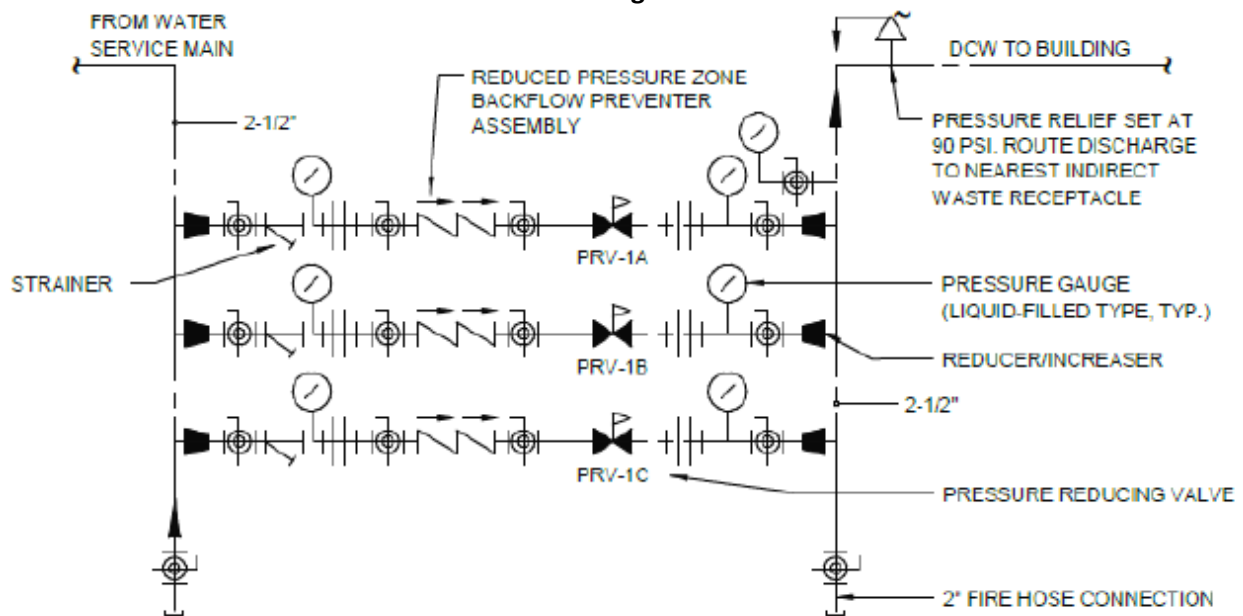 FROM WATER
SERVICE MAIN
DCW TO BUILDING
REDUCED PRESSURE ZONE
BACKFLOW PREVENTER
ASSEMBLY
2-1/2"
PRESSURE RELIEF SET AT
90 PSI. ROUTE DISCHARGE
TO NEAREST INDIRECT
WASTE RECEPTACLE
PRV-1A
STRAINER
PRESSURE GAUGE
(LIQUID-FILLED TYPE, TYP.)
PRV-1B
REDUCER/INCREASER
2-1/2"
PRV-1C
PRESSURE REDUCING VALVE
2" FIRE HOSE CONNECTION